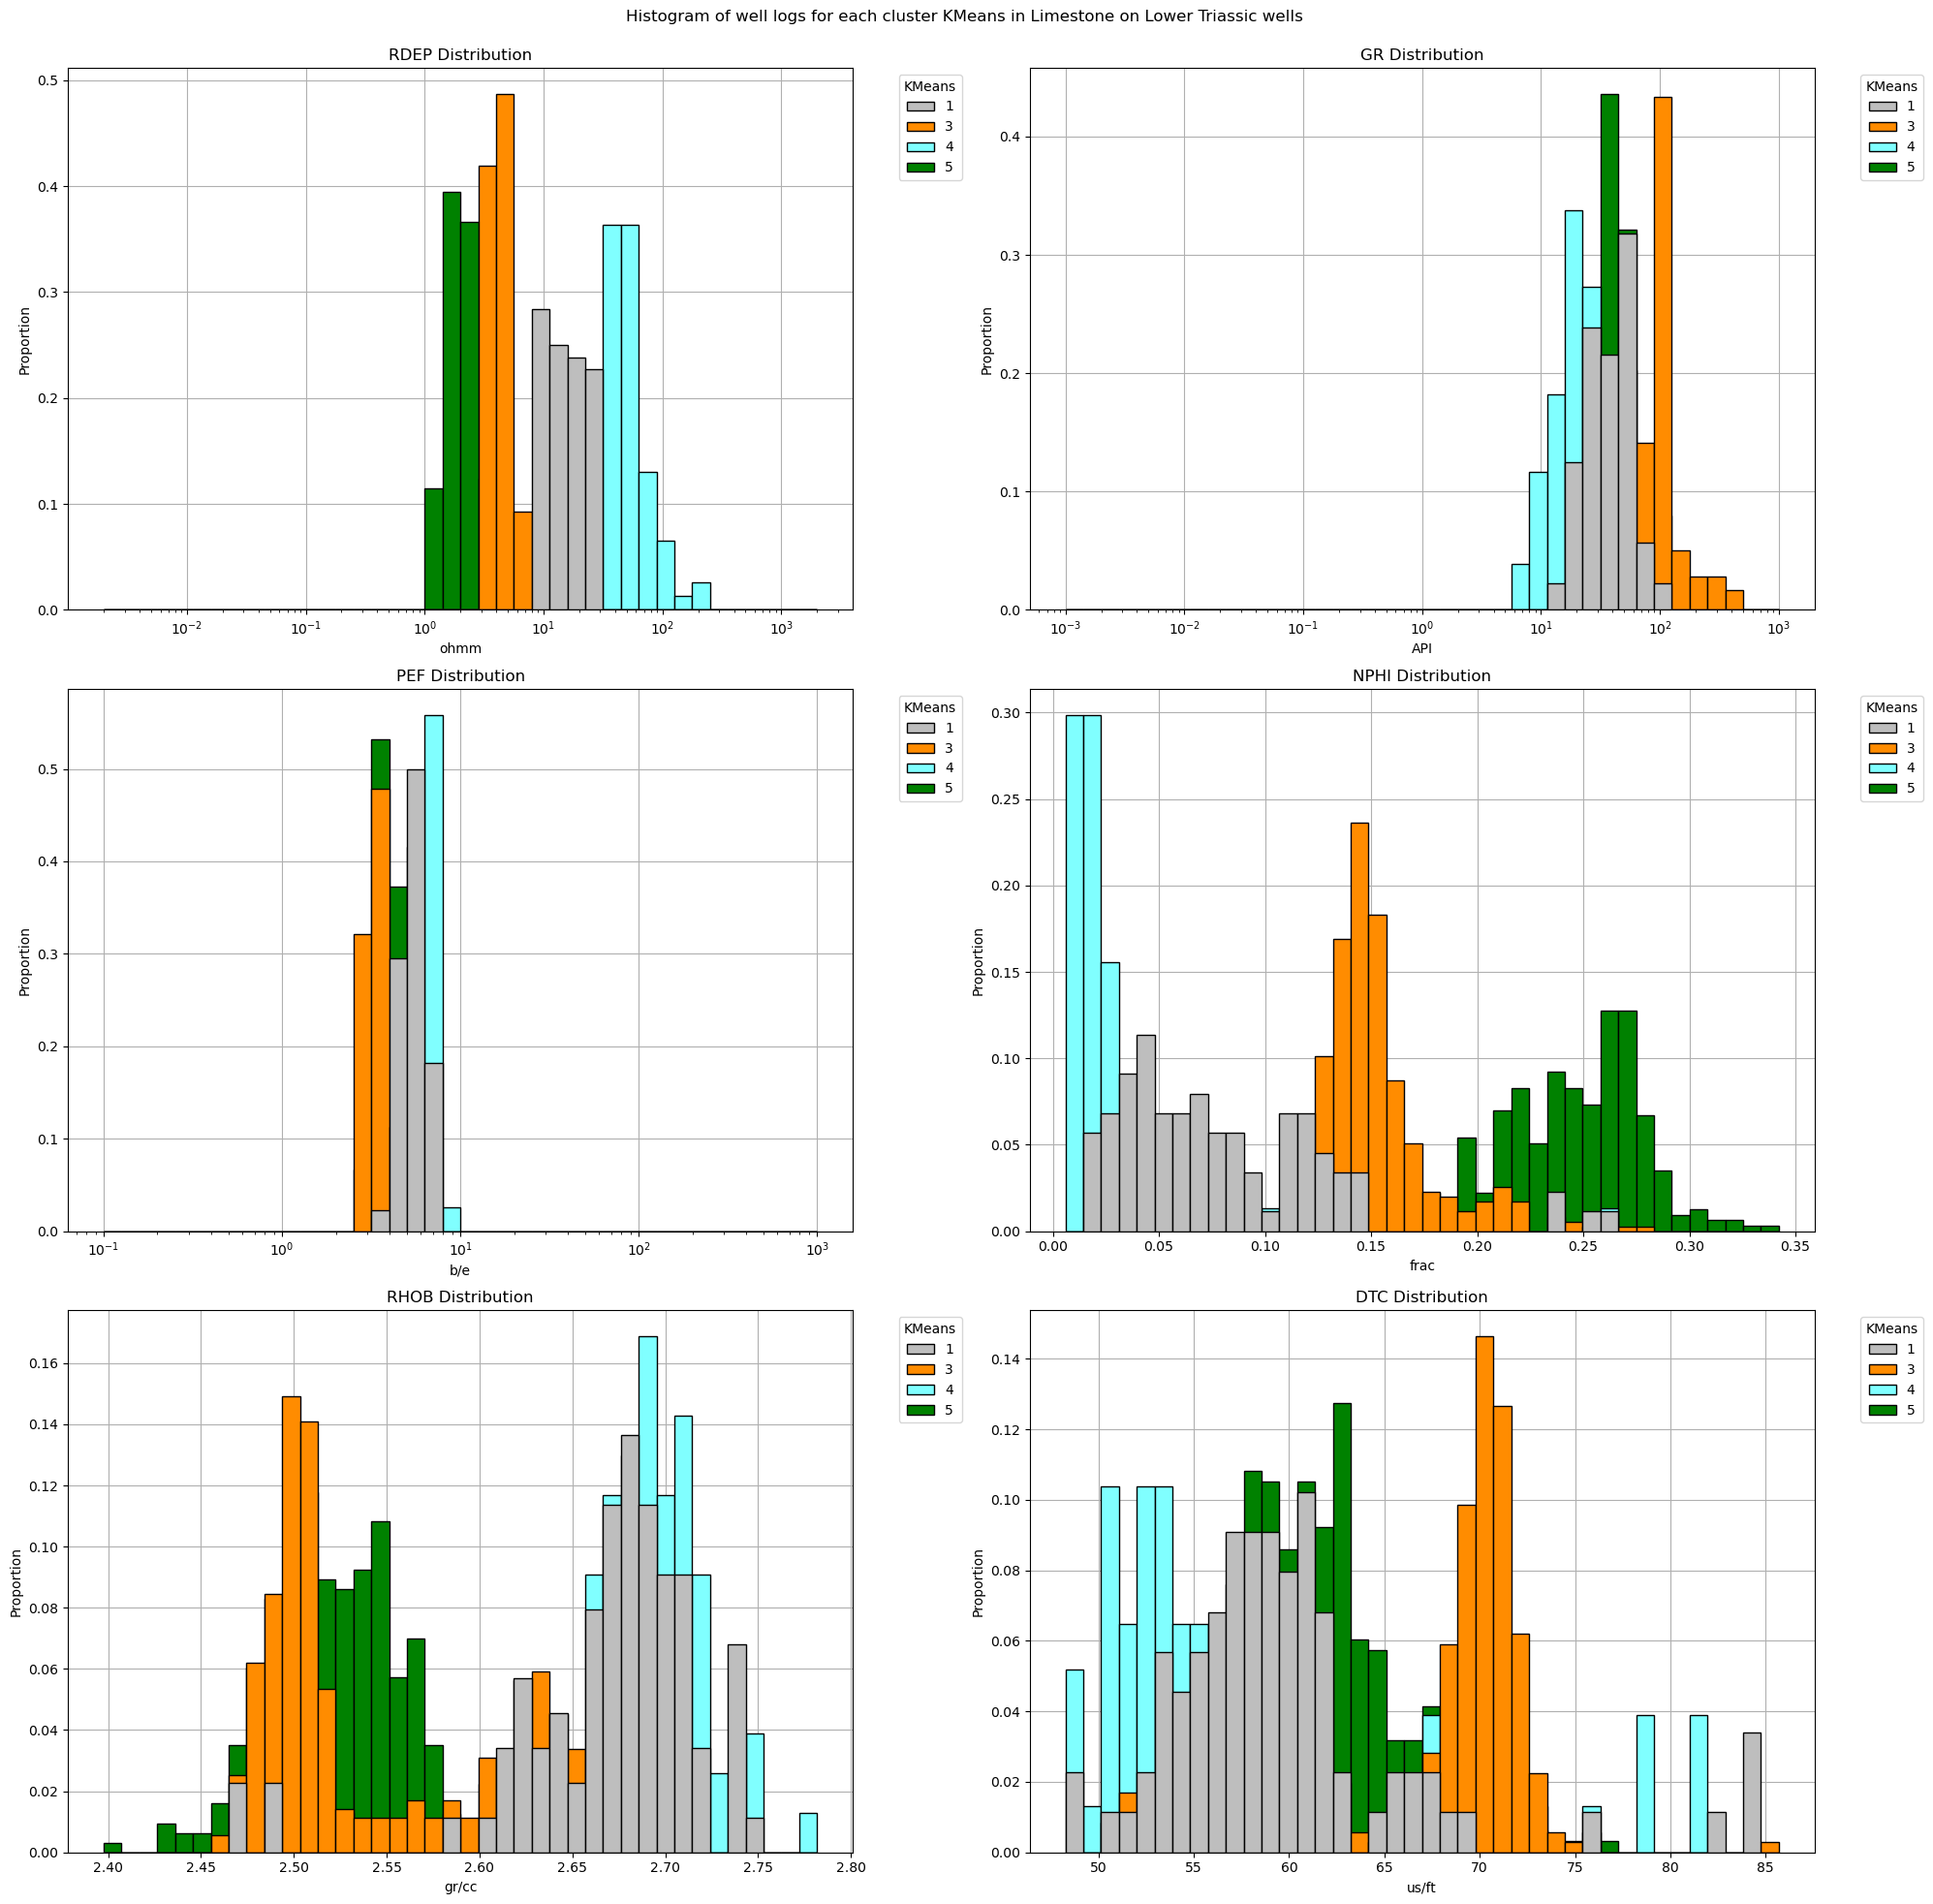 Histogram of well logs for each cluster KMeans in Limestone on Lower Triassic wells
RDEP Distribution
Proportion
0.5
0.4
0.3
0.2
0.1
0.0
10⁻² 10⁻¹ 10⁰ 10¹ 10² 10³
ohmm
KMeans
1
3
4
5
GR Distribution
Proportion
0.4
0.3
0.2
0.1
0.0
10⁻³ 10⁻² 10⁻¹ 10⁰ 10¹ 10² 10³
API
KMeans
1
3
4
5
PEF Distribution
Proportion
0.5
0.4
0.3
0.2
0.1
0.0
10⁻¹ 10⁰ 10¹ 10² 10³
b/e
KMeans
1
3
4
5
NPHI Distribution
Proportion
0.30
0.25
0.20
0.15
0.10
0.05
0.00
0.00 0.05 0.10 0.15 0.20 0.25 0.30 0.35
frac
KMeans
1
3
4
5
RHOB Distribution
Proportion
0.16
0.14
0.12
0.10
0.08
0.06
0.04
0.02
0.00
2.40 2.45 2.50 2.55 2.60 2.65 2.70 2.75 2.80
gr/cc
KMeans
1
3
4
5
DTC Distribution
Proportion
0.14
0.12
0.10
0.08
0.06
0.04
0.02
0.00
50 55 60 65 70 75 80 85
us/ft
KMeans
1
3
4
5